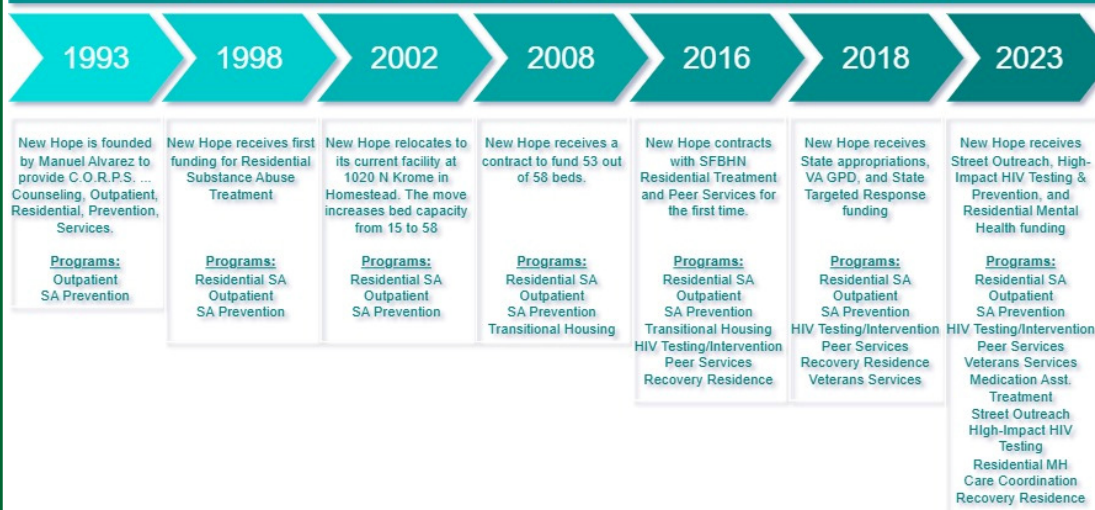 1993
1998
2002
2008
2016
2018
2023
New Hope is founded
by Manuel Alvarez to
provide C.O.R.P.S. ...
Counseling, Outpatient,
Residential, Prevention,
Services.
Programs:
Outpatient
SA Prevention
New Hope receives first
funding for Residential
Substance Abuse
Treatment
Programs:
Residential SA
Outpatient
SA Prevention
New Hope relocates to
its current facility at
1020 N Krome in
Homestead. The move
increases bed capacity
from 15 to 58
Programs:
Residential SA
Outpatient
SA Prevention
New Hope receives a
contract to fund 53 out
of 58 beds.
Programs:
Residential SA
Outpatient
SA Prevention
Transitional Housing
New Hope contracts
with SFBHN
Residential Treatment
and Peer Services for
the first time.
Programs:
Residential SA
Outpatient
SA Prevention
Transitional Housing
HIV Testing/Intervention
Peer Services
Recovery Residence
New Hope receives
State appropriations,
VA GPD, and State
Targeted Response
funding
Programs:
Residential SA
Outpatient
SA Prevention
HIV Testing/Intervention
Peer Services
Recovery Residence
Veterans Services
New Hope receives
Street Outreach, High-
Impact HIV Testing &
Prevention, and
Residential Mental
Health funding
Programs:
Residential SA
Outpatient
SA Prevention
HIV Testing/Intervention
Peer Services
Veterans Services
Medication Asst.
Treatment
Street Outreach
HIgh-Impact HIV
Testing
Residential MH
Care Coordination
Recovery Residence